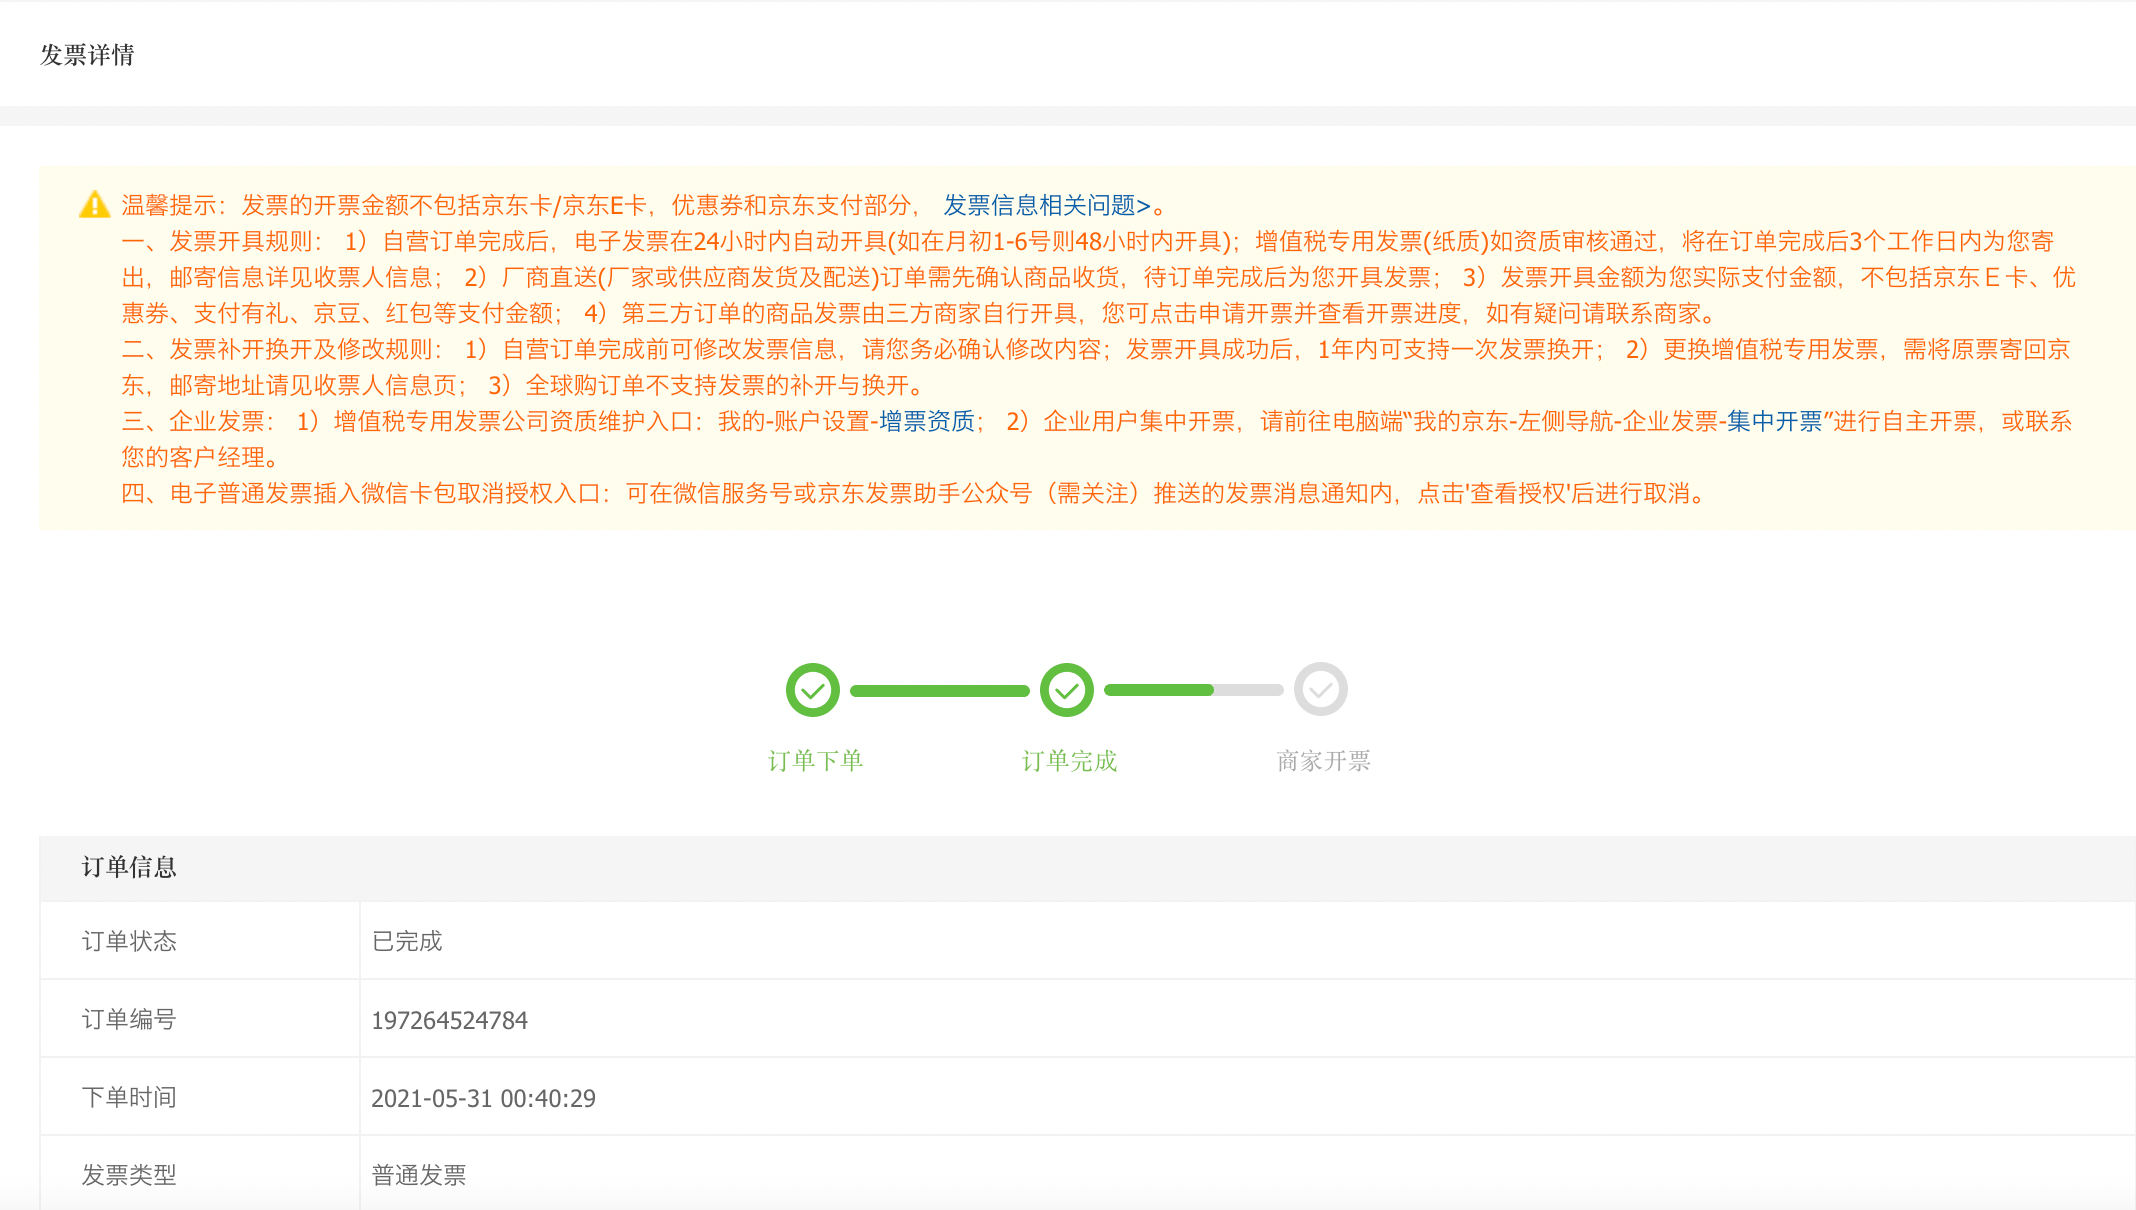 发票详情
温馨提示：发票的开票金额不包括京东卡/京东E卡，优惠券和京东支付部分， 发票信息相关问题>。
一、发票开具规则： 1）自营订单完成后，电子发票在24小时内自动开具(如在月初1-6号则48小时内开具)；增值税专用发票(纸质)如资质审核通过，将在订单完成后3个工作日内为您寄
出，邮寄信息详见收票人信息； 2）厂商直送(厂家或供应商发货及配送)订单需先确认商品收货，待订单完成后为您开具发票； 3）发票开具金额为您实际支付金额，不包括京东Ｅ卡、优
惠券、支付有礼、京豆、红包等支付金额； 4）第三方订单的商品发票由三方商家自行开具，您可点击申请开票并查看开票进度，如有疑问请联系商家。
二、发票补开换开及修改规则： 1）自营订单完成前可修改发票信息，请您务必确认修改内容；发票开具成功后，1年内可支持一次发票换开； 2）更换增值税专用发票，需将原票寄回京
东，邮寄地址请见收票人信息页； 3）全球购订单不支持发票的补开与换开。
三、企业发票： 1）增值税专用发票公司资质维护入口：我的-账户设置-增票资质； 2）企业用户集中开票，请前往电脑端“我的京东-左侧导航-企业发票-集中开票”进行自主开票，或联系
您的客户经理。
四、电子普通发票插入微信卡包取消授权入口：可在微信服务号或京东发票助手公众号（需关注）推送的发票消息通知内，点击'查看授权'后进行取消。
订单下单 订单完成 商家开票
订单信息
订单状态 已完成
订单编号 197264524784
下单时间 2021-05-31 00:40:29
发票类型 普通发票